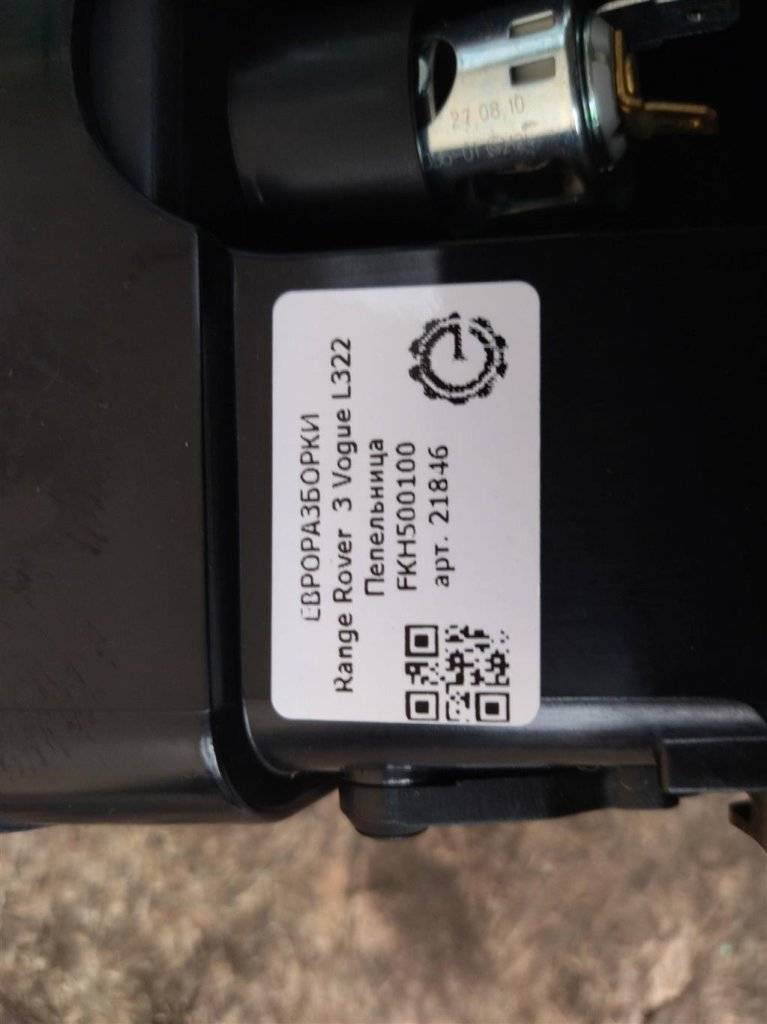 27.08.10
ЕВРОРАЗБОРКИ
Range Rover 3 Vogue L322
Пепельница
FKH500100
арт. 21846